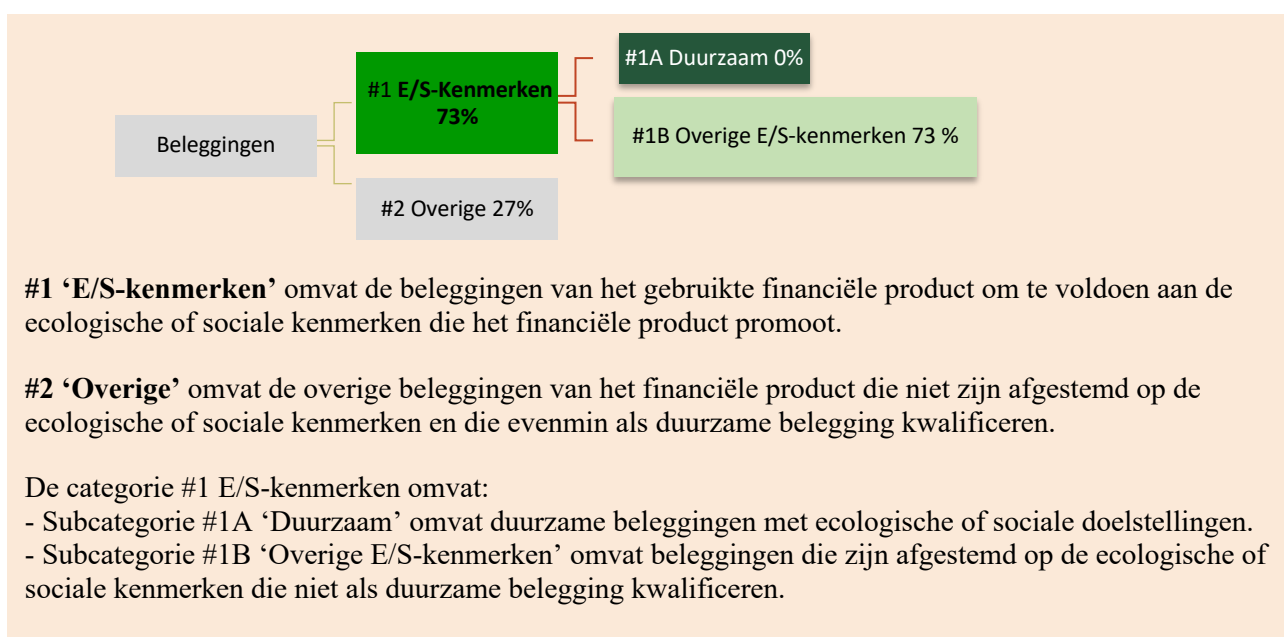 #1A Duurzaam 0%
#1 E/S-Kenmerken
73%
#1B Overige E/S-kenmerken 73 %
Beleggingen
#2 Overige 27%
#1 ‘E/S-kenmerken’ omvat de beleggingen van het gebruikte financiële product om te voldoen aan de
ecologische of sociale kenmerken die het financiële product promoot.
#2 ‘Overige’ omvat de overige beleggingen van het financiële product die niet zijn afgestemd op de
ecologische of sociale kenmerken en die evenmin als duurzame belegging kwalificeren.
De categorie #1 E/S-kenmerken omvat:
- Subcategorie #1A ‘Duurzaam’ omvat duurzame beleggingen met ecologische of sociale doelstellingen.
- Subcategorie #1B ‘Overige E/S-kenmerken’ omvat beleggingen die zijn afgestemd op de ecologische of
sociale kenmerken die niet als duurzame belegging kwalificeren.